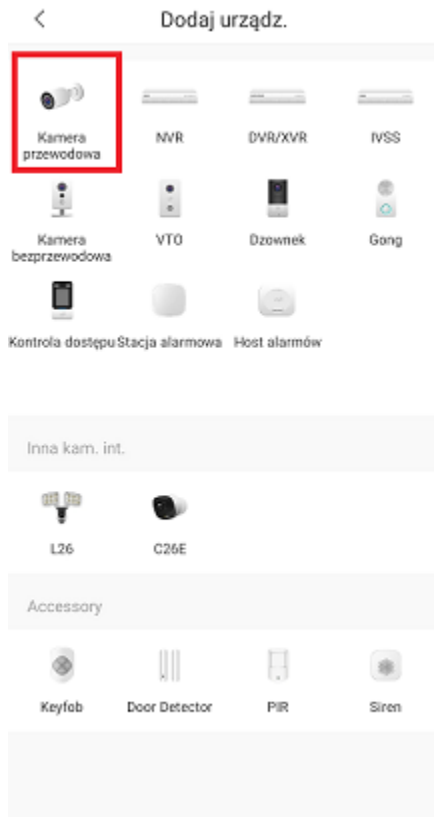 Dodaj urządz.
Kamera przewodowa
NVR
DVR/XVR
IVSS
Kamera bezprzewodowa
VTO
Dzownek
Gong
Kontrola dostępu
Stacja alarmowa
Host alarmów
Inna kam. int.
L26
C26E
Accessory
Keyfob
Door Detector
PIR
Siren